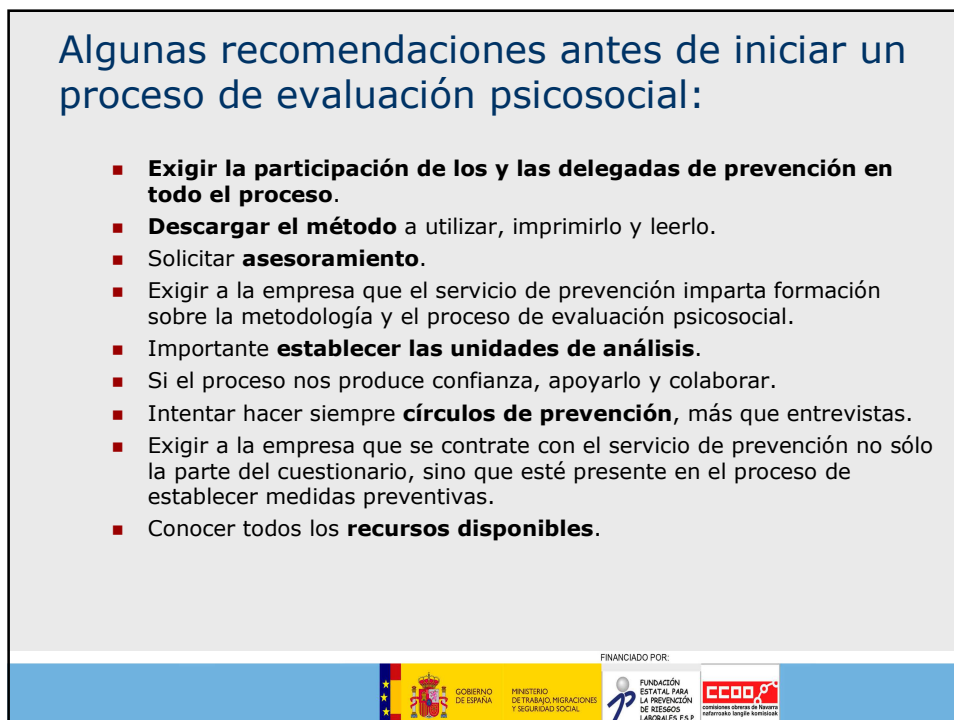 Algunas recomendaciones antes de iniciar un
proceso de evaluación psicosocial:
Exigir la participación de los y las delegadas de prevención en
todo el proceso.
Descargar el método a utilizar, imprimirlo y leerlo.
Solicitar asesoramiento.
Exigir a la empresa que el servicio de prevención imparta formación
sobre la metodología y el proceso de evaluación psicosocial.
Importante establecer las unidades de análisis.
Si el proceso nos produce confianza, apoyarlo y colaborar.
Intentar hacer siempre círculos de prevención, más que entrevistas.
Exigir a la empresa que se contrate con el servicio de prevención no sólo
la parte del cuestionario, sino que esté presente en el proceso de
establecer medidas preventivas.
Conocer todos los recursos disponibles.
FINANCIADO POR:
GOBIERNO
DE ESPAÑA
MINISTERIO
DE TRABAJO, MIGRACIONES
Y SEGURIDAD SOCIAL
FUNDACIÓN
ESTATAL PARA
LA PREVENCIÓN
DE RIESGOS
LABORALES F.S.P.
CCOO
comisiones obreras de Navarra
nafarroako langile komisioak